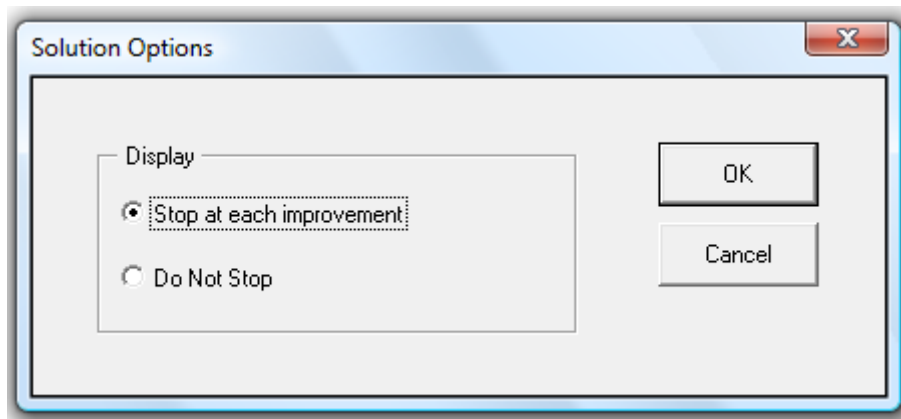 Solution Options
Display
Stop at each improvement
Do Not Stop
OK
Cancel